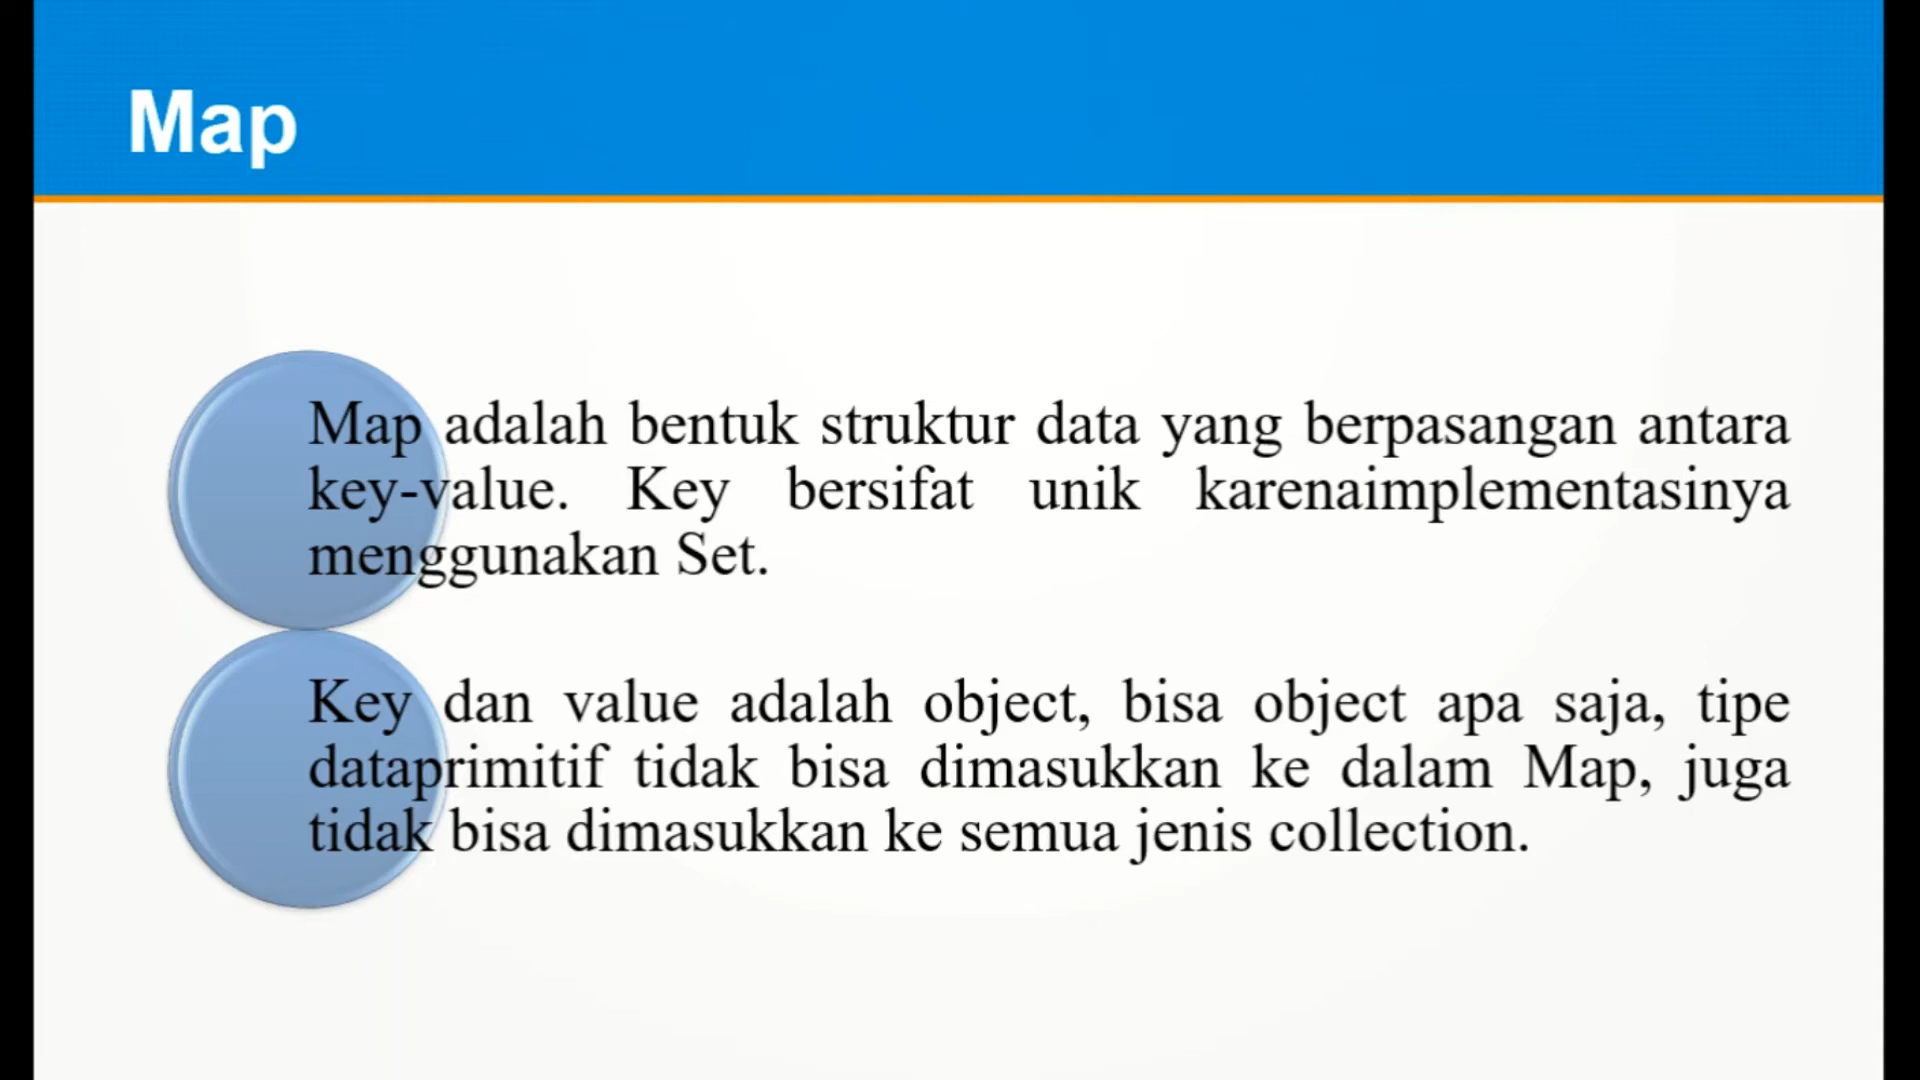 Map
Map adalah bentuk struktur data yang berpasangan antara
key-value. Key bersifat unik karenaimplementasinya
menggunakan Set.
Key dan value adalah object, bisa object apa saja, tipe
dataprimitif tidak bisa dimasukkan ke dalam Map, juga
tidak bisa dimasukkan ke semua jenis collection.